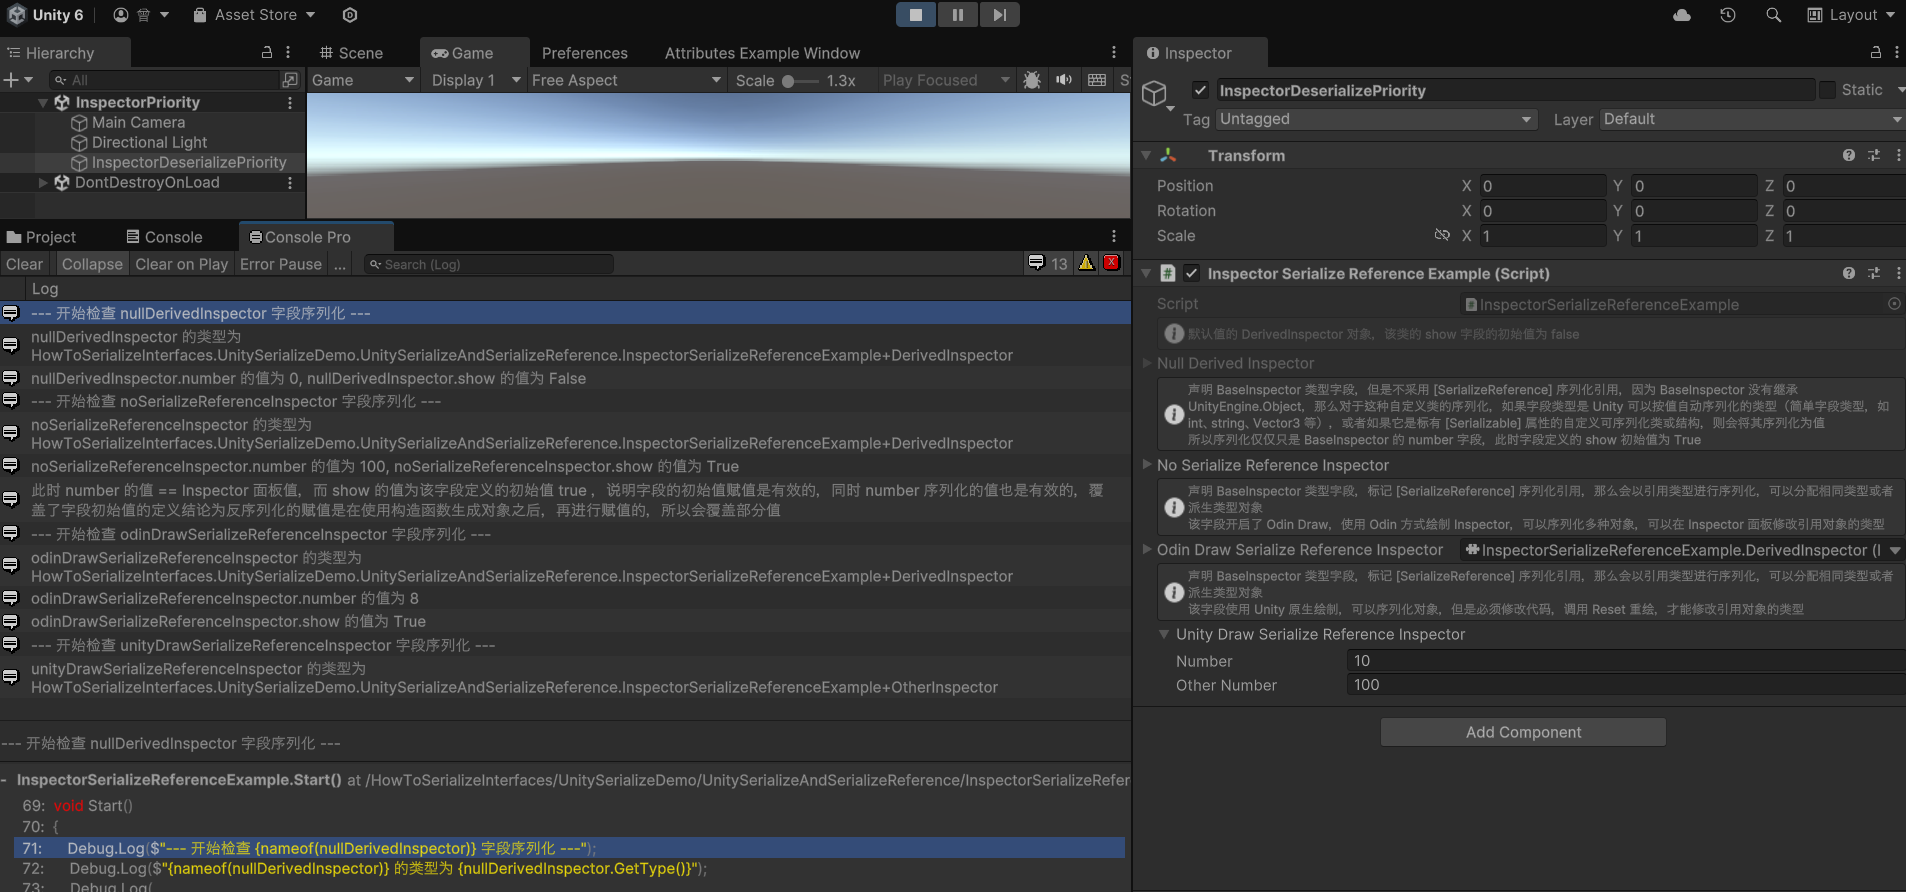 Unity 6
曾
Asset Store
Layout
Hierarchy
All
InspectorPriority
Main Camera
Directional Light
InspectorDeserializePriority
DontDestroyOnLoad
Scene
Game
Preferences
Attributes Example Window
Game
Display 1
Free Aspect
Scale
1.3x
Play Focused
S
Project
Console
Console Pro
Clear
Collapse
Clear on Play
Error Pause
...
Search (Log)
13
Log
--- 开始检查 nullDerivedInspector 字段序列化 ---
nullDerivedInspector 的类型为
HowToSerializeInterfaces.UnitySerializeDemo.UnitySerializeAndSerializeReference.InspectorSerializeReferenceExample+DerivedInspector
nullDerivedInspector.number 的值为 0, nullDerivedInspector.show 的值为 False
--- 开始检查 noSerializeReferenceInspector 字段序列化 ---
noSerializeReferenceInspector 的类型为
HowToSerializeInterfaces.UnitySerializeDemo.UnitySerializeAndSerializeReference.InspectorSerializeReferenceExample+DerivedInspector
noSerializeReferenceInspector.number 的值为 100, noSerializeReferenceInspector.show 的值为 True
此时 number 的值 == Inspector 面板值，而 show 的值为该字段定义的初始值 true ，说明字段的初始值赋值是有效的，同时 number 序列化的值也是有效的，覆
盖了字段初始值的定义结论为反序列化的赋值是在使用构造函数生成对象之后，再进行赋值的，所以会覆盖部分值
--- 开始检查 odinDrawSerializeReferenceInspector 字段序列化 ---
odinDrawSerializeReferenceInspector 的类型为
HowToSerializeInterfaces.UnitySerializeDemo.UnitySerializeAndSerializeReference.InspectorSerializeReferenceExample+DerivedInspector
odinDrawSerializeReferenceInspector.number 的值为 8
odinDrawSerializeReferenceInspector.show 的值为 True
--- 开始检查 unityDrawSerializeReferenceInspector 字段序列化 ---
unityDrawSerializeReferenceInspector 的类型为
HowToSerializeInterfaces.UnitySerializeDemo.UnitySerializeAndSerializeReference.InspectorSerializeReferenceExample+OtherInspector
--- 开始检查 nullDerivedInspector 字段序列化 ---
- InspectorSerializeReferenceExample.Start() at /HowToSerializeInterfaces/UnitySerializeDemo/UnitySerializeAndSerializeReference/InspectorSerializeRefer
69: void Start()
70: {
71: Debug.Log($"--- 开始检查 {nameof(nullDerivedInspector)} 字段序列化 ---");
72: Debug.Log($"{nameof(nullDerivedInspector)} 的类型为 {nullDerivedInspector.GetType()}");
73: Debug.Log(
Inspector
InspectorDeserializePriority
Static
Tag
Untagged
Layer
Default
Transform
Position X 0 Y 0 Z 0
Rotation X 0 Y 0 Z 0
Scale X 1 Y 1 Z 1
Inspector Serialize Reference Example (Script)
Script
InspectorSerializeReferenceExample
默认值的 DerivedInspector 对象，该类的 show 字段的初始值为 false
Null Derived Inspector
声明 BaseInspector 类型字段，但是不采用 [SerializeReference] 序列化引用，因为 BaseInspector 没有继承
UnityEngine.Object，那么对于这种自定义类的序列化，如果字段类型是 Unity 可以按值自动序列化的类型（简单字段类型，如
int、string、Vector3 等），或者如果它是标有 [Serializable] 属性的自定义可序列化类或结构，则会将其序列化为值
所以序列化仅仅只是 BaseInspector 的 number 字段，此时字段定义的 show 初始值为 True
No Serialize Reference Inspector
声明 BaseInspector 类型字段，标记 [SerializeReference] 序列化引用，那么会以引用类型进行序列化，可以分配相同类型或者
派生类型对象
该字段开启了 Odin Draw，使用 Odin 方式绘制 Inspector，可以序列化多种对象，可以在 Inspector 面板修改引用对象的类型
Odin Draw Serialize Reference Inspector
InspectorSerializeReferenceExample.DerivedInspector (I
声明 BaseInspector 类型字段，标记 [SerializeReference] 序列化引用，那么会以引用类型进行序列化，可以分配相同类型或者
派生类型对象
该字段使用 Unity 原生绘制，可以序列化对象，但是必须修改代码，调用 Reset 重绘，才能修改引用对象的类型
Unity Draw Serialize Reference Inspector
Number 10
Other Number 100
Add Component